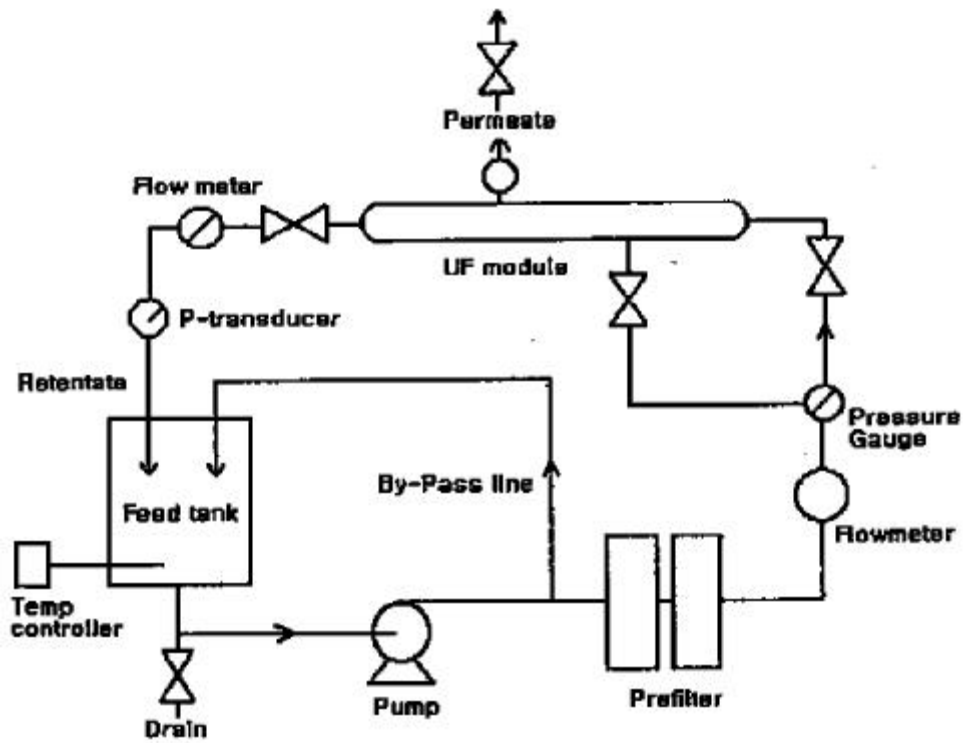 Permeate
Flow meter
UF module
P-transducer
Retentate
Pressure
Gauge
By-Pass line
Feed tank
Flowmeter
Temp
controller
Prefilter
Pump
Drain